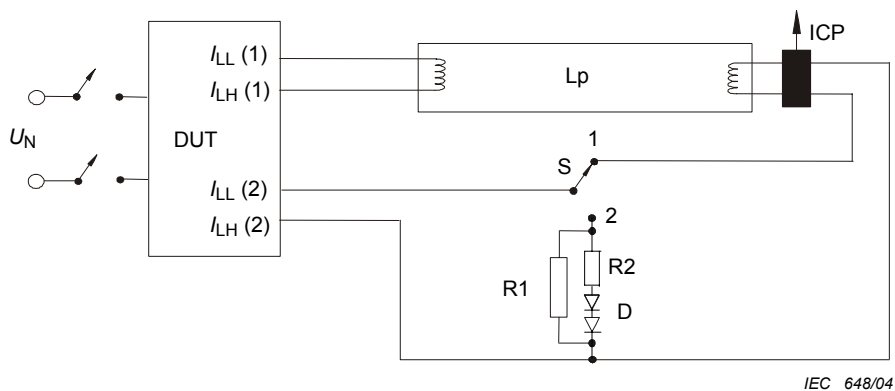 ICP
I_LL (1)
Lp
I_LH (1)
U_N
DUT
1
S
I_LL (2)
2
I_LH (2)
R2
R1
D
IEC 648/04